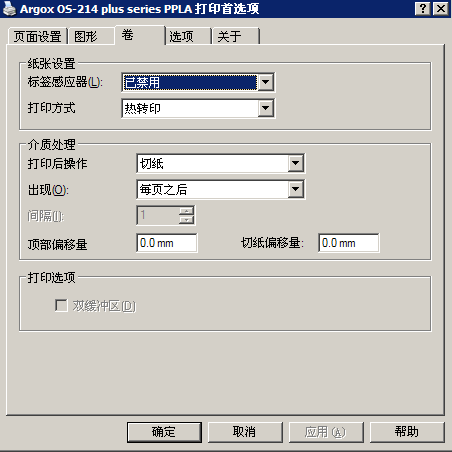 Argox OS-214 plus series PPLA 打印首选项
页面设置 图形 卷 选项 关于
纸张设置
标签感应器(L): 已禁用
打印方式 热转印
介质处理
打印后操作 切纸
出现(O): 每页之后
间隔(I): 1
顶部偏移量 0.0 mm 切纸偏移量: 0.0 mm
打印选项
双缓冲区(D)
确定 取消 应用(A) 帮助